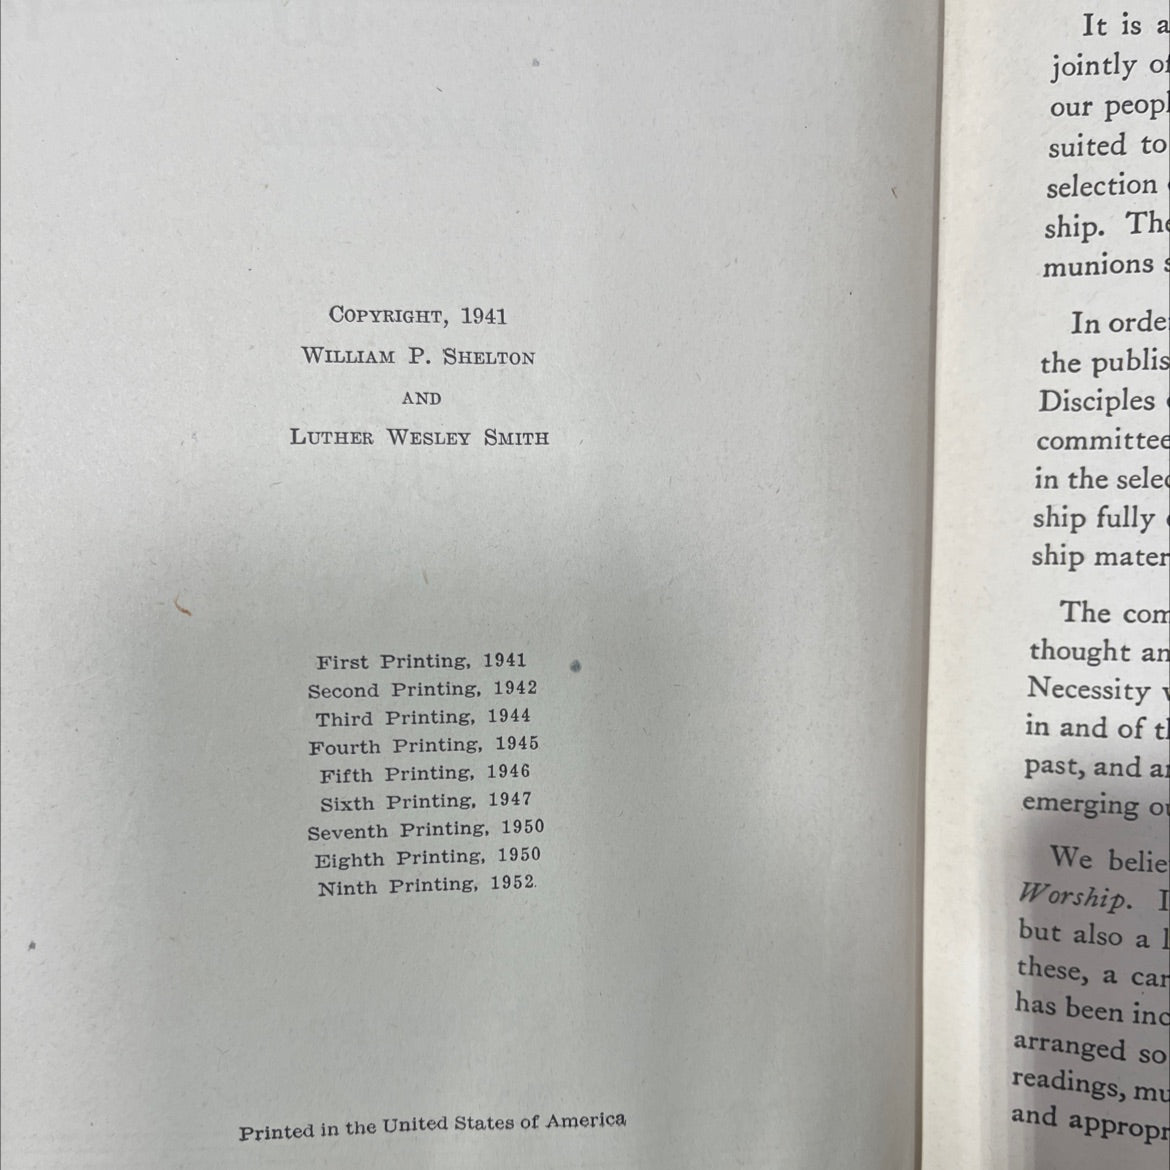 COPYRIGHT, 1941
WILLIAM P. SHELTON
AND
LUTHER WESLEY SMITH
First Printing, 1941
Second Printing, 1942
Third Printing, 1944
Fourth Printing, 1945
Fifth Printing, 1946
Sixth Printing, 1947
Seventh Printing, 1950
Eighth Printing, 1950
Ninth Printing, 1952.
Printed in the United States of America
It is a
jointly of
our peopl
suited to
selection
ship. The
munions s
In orde
the publis
Disciples
committee
in the selec
ship fully
ship mater
The com
thought an
Necessity
in and of th
past, and a
emerging ou
We belie
Worship. I
but also a l
these, a car
has been inc
arranged so
readings, mu
and appropr